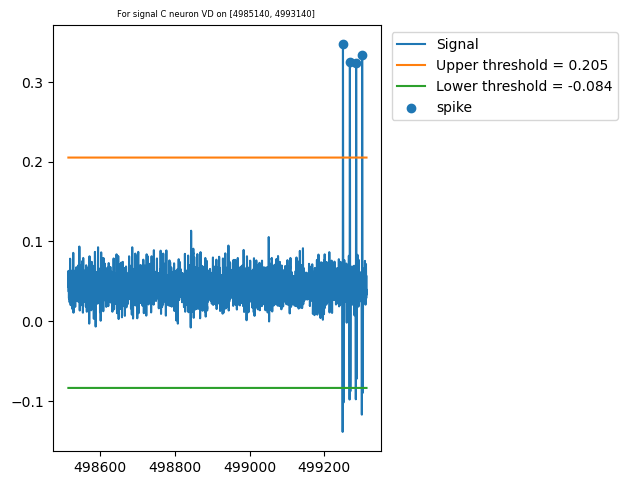 For signal C neuron VD on [4985140, 4993140]
Signal
Upper threshold = 0.205
Lower threshold = -0.084
spike
0.3
0.2
0.1
0.0
−0.1
498600 498800 499000 499200